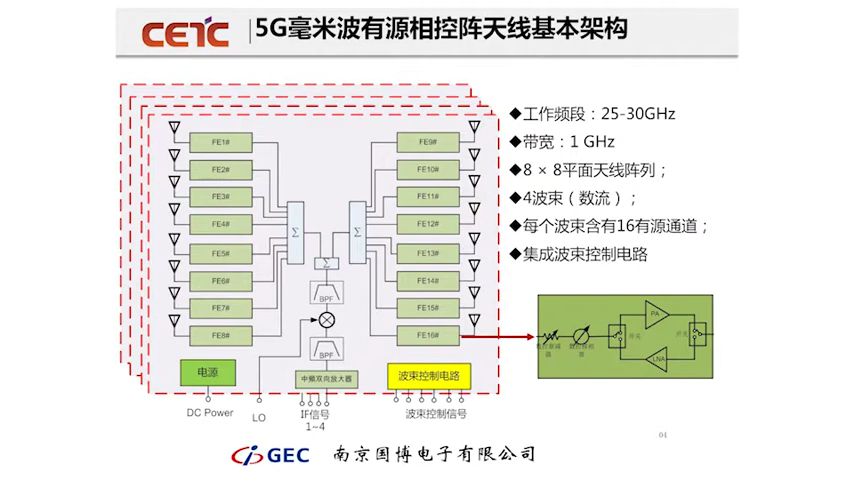 CETC
5G毫米波有源相控阵天线基本架构
FE1#
FE2#
FE3#
FE4#
FE5#
FE6#
FE7#
FE8#
FE9#
FE10#
FE11#
FE12#
FE13#
FE14#
FE15#
FE16#
Σ
Σ
Σ
BPF
BPF
中频双向放大器
电源
波束控制电路
DC Power
LO
IF信号
1~4
波束控制信号
◆工作频段：25-30GHz
◆带宽：1 GHz
◆8 × 8平面天线阵列；
◆4波束（数流）；
◆每个波束含有16有源通道；
◆集成波束控制电路
PA
开关
开关
LNA
04
GEC 南京国博电子有限公司